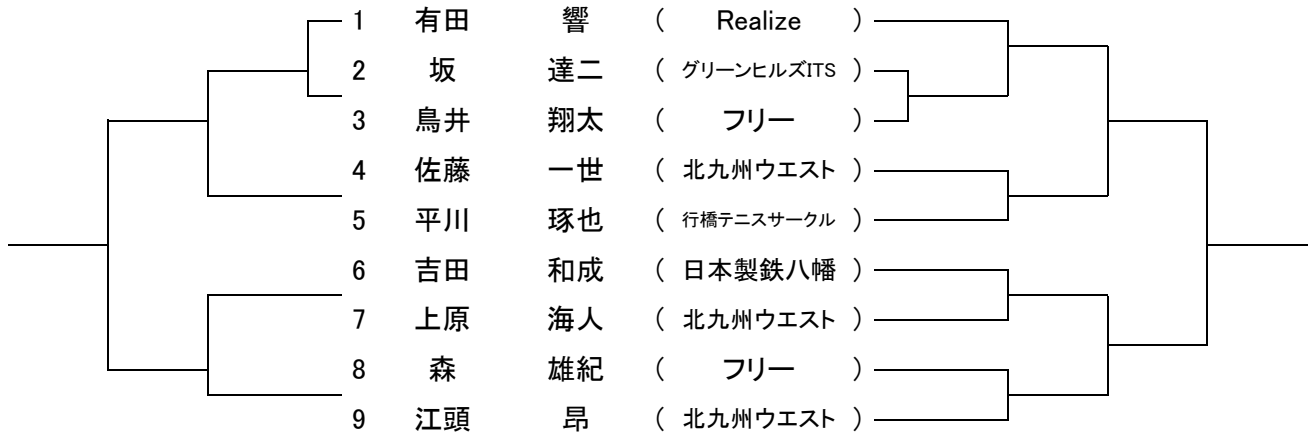 1 有田 響 ( Realize )
2 坂 達二 ( グリーンヒルズITS )
3 鳥井 翔太 ( フリー )
4 佐藤 一世 ( 北九州ウエスト )
5 平川 琢也 ( 行橋テニスサークル )
6 吉田 和成 ( 日本製鉄八幡 )
7 上原 海人 ( 北九州ウエスト )
8 森 雄紀 ( フリー )
9 江頭 昂 ( 北九州ウエスト )